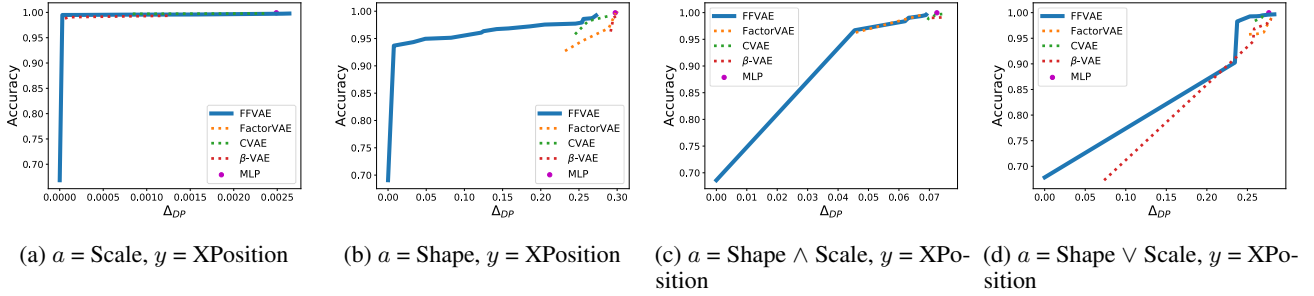 Accuracy
1.00
0.95
0.90
0.85
0.80
0.75
0.70
FFVAE
FactorVAE
CVAE
β-VAE
MLP
0.0000 0.0005 0.0010 0.0015 0.0020 0.0025
Δ_DP
(a) a = Scale, y = XPosition
Accuracy
1.00
0.95
0.90
0.85
0.80
0.75
0.70
FFVAE
FactorVAE
CVAE
β-VAE
MLP
0.00 0.05 0.10 0.15 0.20 0.25 0.30
Δ_DP
(b) a = Shape, y = XPosition
Accuracy
1.00
0.95
0.90
0.85
0.80
0.75
0.70
FFVAE
FactorVAE
CVAE
β-VAE
MLP
0.00 0.01 0.02 0.03 0.04 0.05 0.06 0.07
Δ_DP
(c) a = Shape ∧ Scale, y = XPo-
sition
Accuracy
1.00
0.95
0.90
0.85
0.80
0.75
0.70
FFVAE
FactorVAE
CVAE
β-VAE
MLP
0.00 0.05 0.10 0.15 0.20 0.25
Δ_DP
(d) a = Shape ∨ Scale, y = XPo-
sition